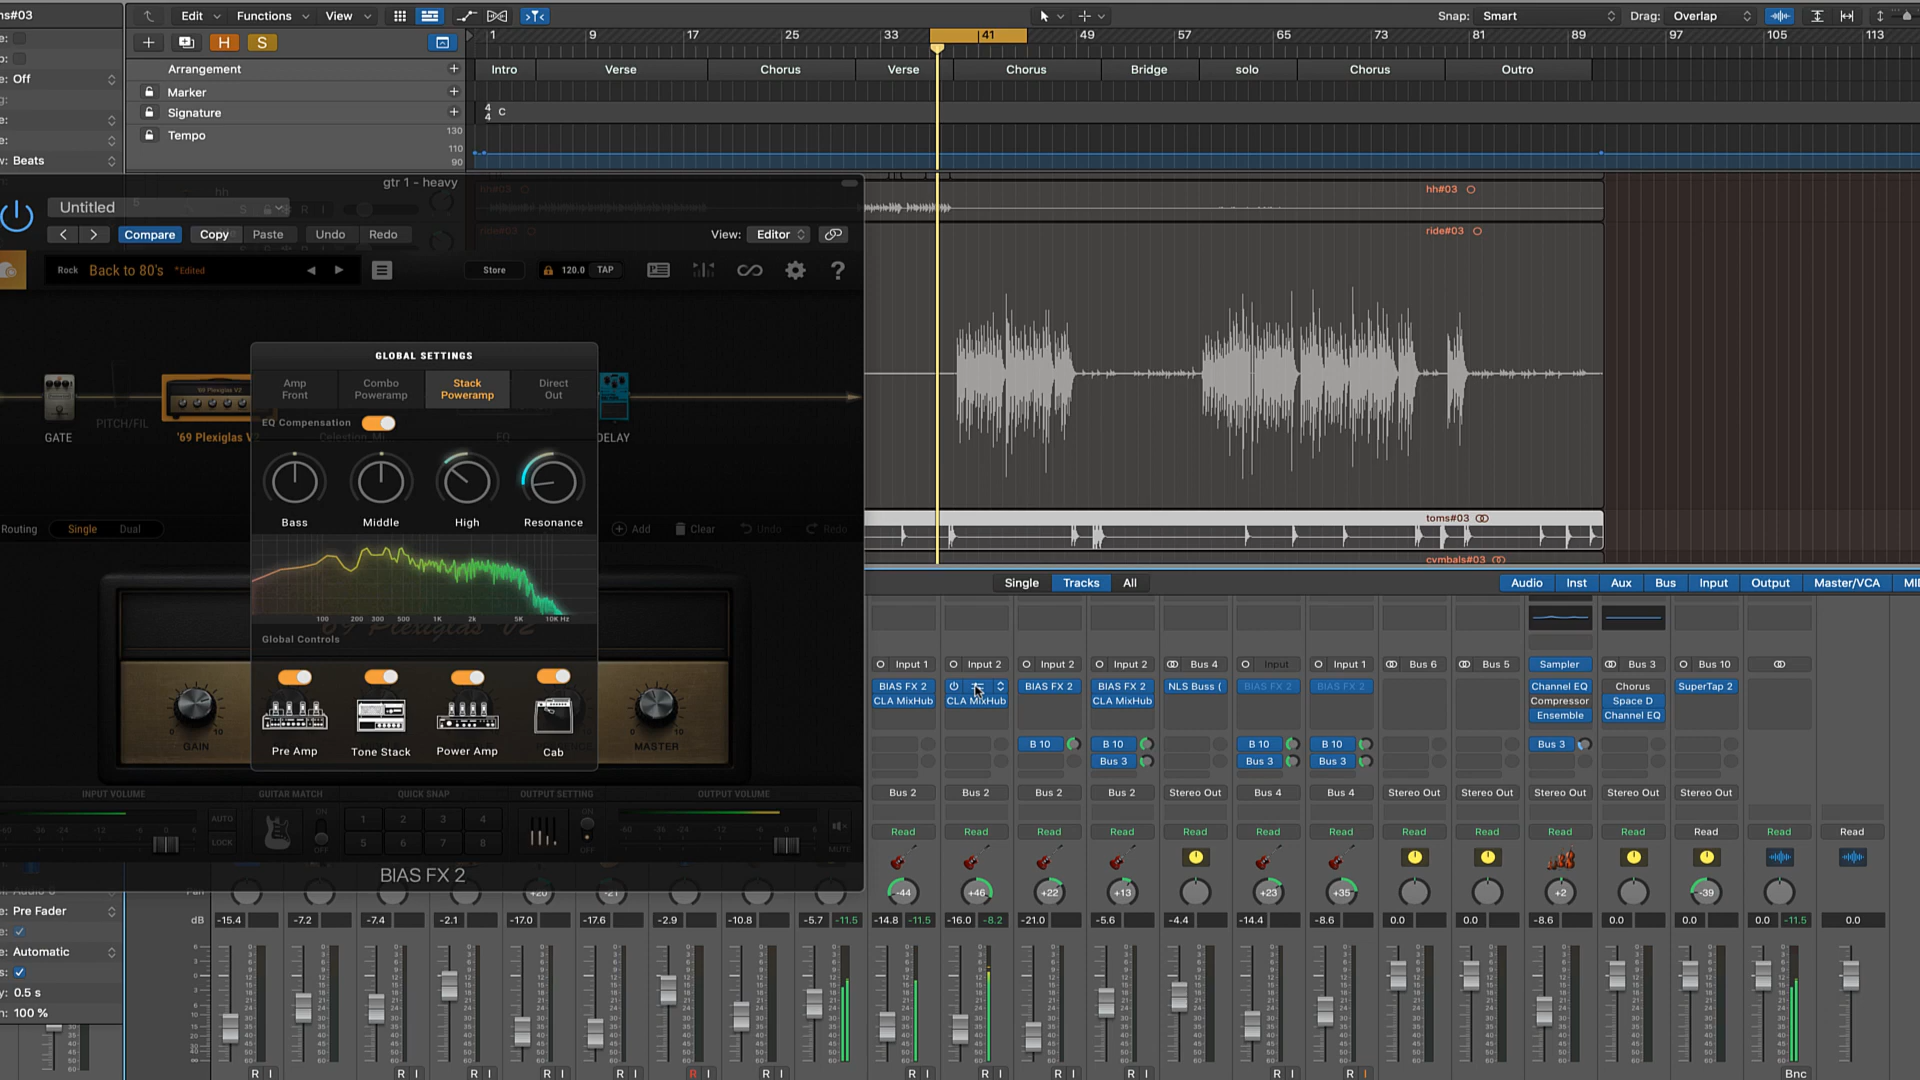 ns#03
Edit Functions View
Snap: Smart Drag: Overlap
H S
1 9 17 25 33 41 49 57 65 73 81 89 97 105 113
e: Off
Arrangement
Intro Verse Chorus Verse Chorus Bridge solo Chorus Outro
Marker
Signature
4 4 C
Tempo
130
110
90
Beats
gtr 1 - heavy
hh#03
ride#03
Untitled
Compare Copy Paste Undo Redo
View: Editor
Rock Back to 80's *Edited
Store 120.0 TAP
GLOBAL SETTINGS
Amp Front
Combo Poweramp
Stack Poweramp
Direct Out
EQ Compensation
GATE PITCH/FIL '69 Plexiglas V2 EQ DELAY
Bass Middle High Resonance
toms#03
Routing Single Dual
Add Clear Undo Redo
cymbals#03
Single Tracks All
Audio Inst Aux Bus Input Output Master/VCA
100 200 300 500 1K 2k 5K 10K Hz
Global Controls
Pre Amp Tone Stack Power Amp Cab
GAIN MASTER
INPUT VOLUME GUITAR MATCH QUICK SNAP OUTPUT SETTING OUTPUT VOLUME
AUTO LOCK ON OFF
1 2 3 4
5 6 7 8
ON OFF
MUTE
BIAS FX 2
Input 1 Input 2 Input 2 Input 2 Bus 4 Input Input 1 Bus 6 Bus 5 Sampler Bus 3 Bus 10
BIAS FX 2 BIAS FX 2 BIAS FX 2 NLS Buss ( BIAS FX 2 BIAS FX 2 Channel EQ Chorus SuperTap 2
CLA MixHub CLA MixHub CLA MixHub Compressor Space D
Ensemble Channel EQ
B 10 B 10 B 10 B 10 Bus 3
Bus 3 Bus 3 Bus 3
Bus 2 Bus 2 Bus 2 Bus 2 Stereo Out Bus 4 Bus 4 Stereo Out Stereo Out Stereo Out Stereo Out Stereo Out
Read Read Read Read Read Read Read Read Read Read Read Read Read Read
-44 +46 +22 +13 +23 +35 +2 -39
Pre Fader
dB -15.4 -7.2 -7.4 -2.1 -17.0 -17.6 -2.9 -10.8 -5.7 -11.5 -14.8 -11.5 -16.0 -8.2 -21.0 -5.6 -4.4 -14.4 -8.6 0.0 0.0 -8.6 0.0 0.0 0.0 -11.5 0.0
Automatic
0.5 s
100 %
R I R I R I R I R I R I R I R I R I R I R I R I Bnc